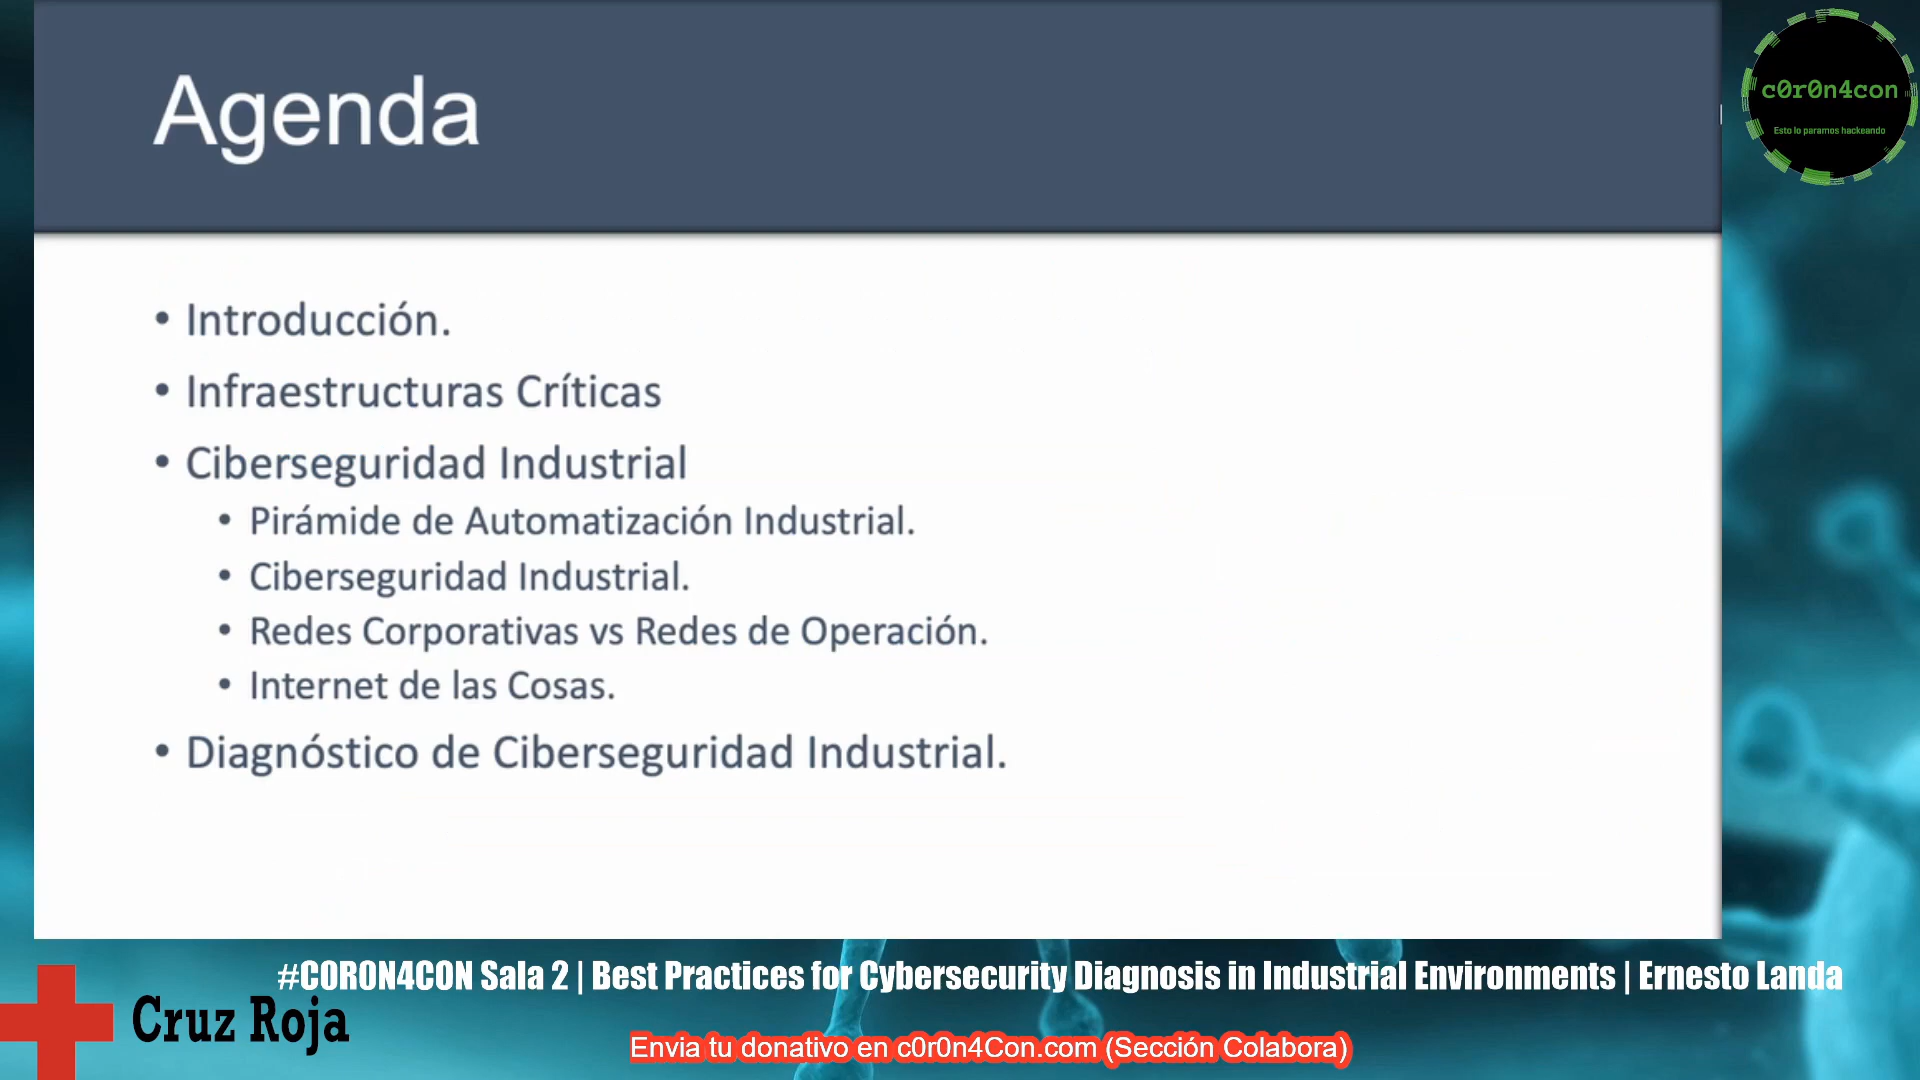 Agenda
c0r0n4con
Esto lo paramos hackeando
• Introducción.
• Infraestructuras Críticas
• Ciberseguridad Industrial
• Pirámide de Automatización Industrial.
• Ciberseguridad Industrial.
• Redes Corporativas vs Redes de Operación.
• Internet de las Cosas.
• Diagnóstico de Ciberseguridad Industrial.
#C0R0N4C0N Sala 2 | Best Practices for Cybersecurity Diagnosis in Industrial Environments | Ernesto Landa
Cruz Roja
Envia tu donativo en c0r0n4Con.com (Sección Colabora)